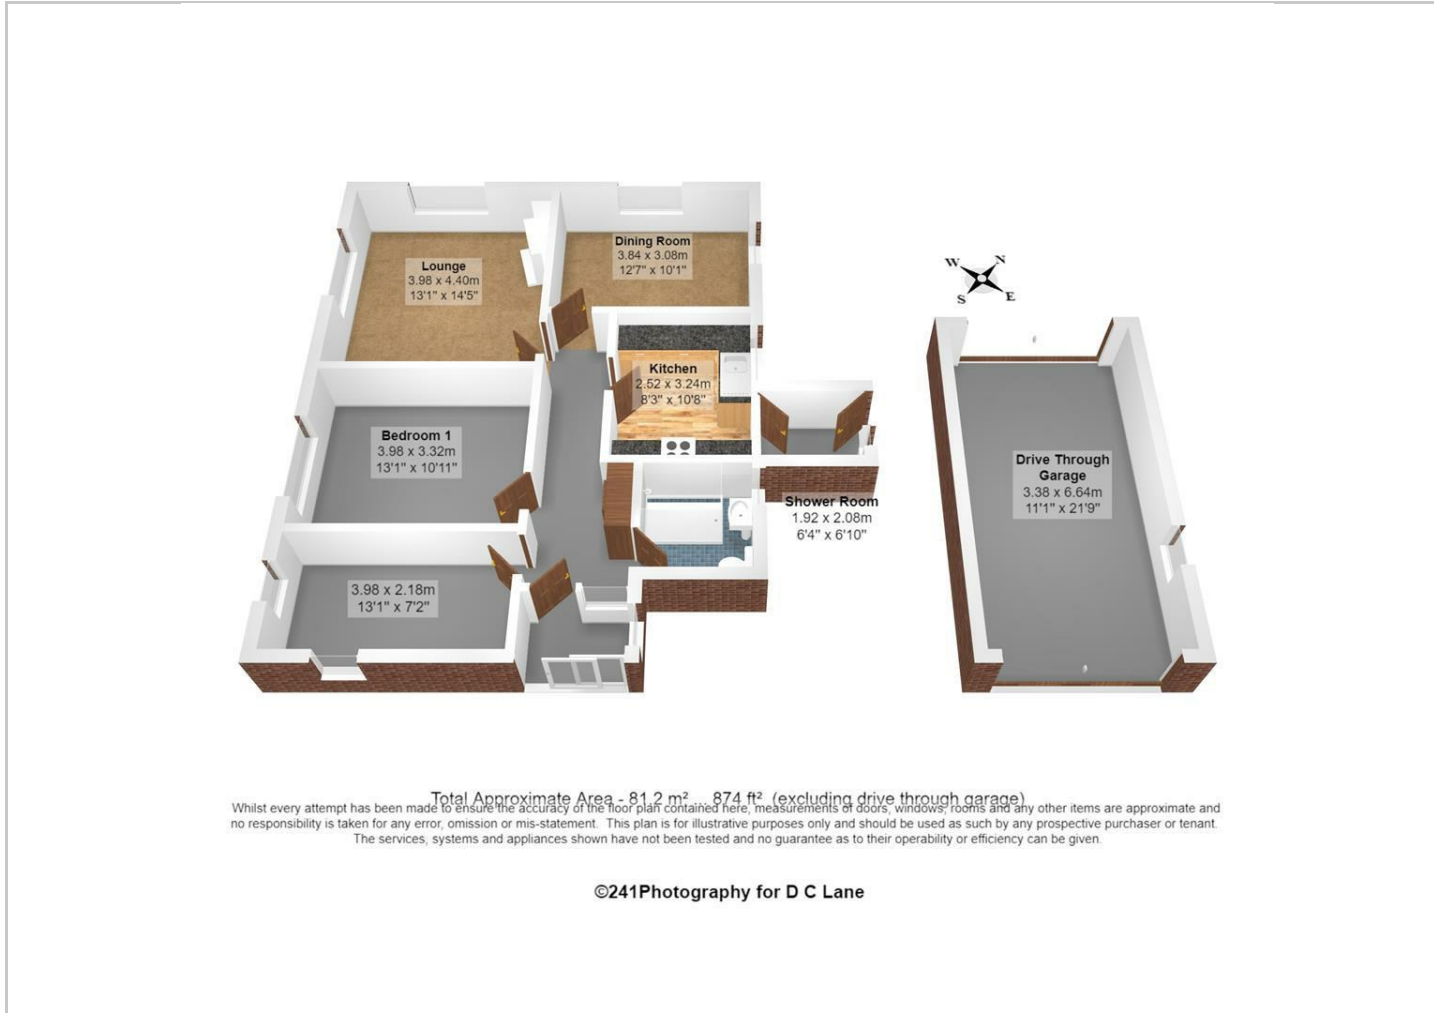 Lounge
3.98 x 4.40m
13'1" x 14'5"
Dining Room
3.84 x 3.08m
12'7" x 10'1"
Kitchen
2.52 x 3.24m
8'3" x 10'8"
Bedroom 1
3.98 x 3.32m
13'1" x 10'11"
3.98 x 2.18m
13'1" x 7'2"
Shower Room
1.92 x 2.08m
6'4" x 6'10"
W N
S E
Drive Through
Garage
3.38 x 6.64m
11'1" x 21'9"
Total Approximate Area - 81.2 m² ... 874 ft² (excluding drive through garage)
Whilst every attempt has been made to ensure the accuracy of the floor plan contained here, measurements of doors, windows, rooms and any other items are approximate and
no responsibility is taken for any error, omission or mis-statement. This plan is for illustrative purposes only and should be used as such by any prospective purchaser or tenant.
The services, systems and appliances shown have not been tested and no guarantee as to their operability or efficiency can be given.
©241Photography for D C Lane